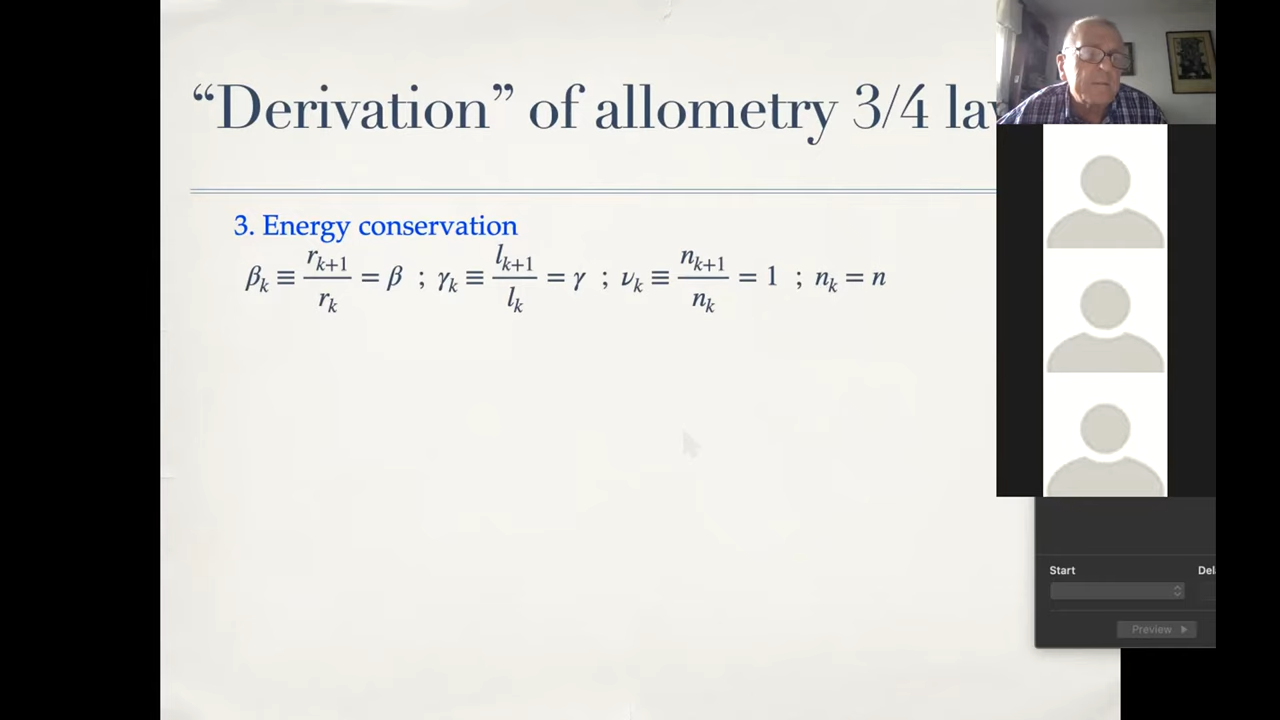 “Derivation” of allometry 3/4 la
3. Energy conservation
β_k ≡ r_{k+1}/r_k = β ; γ_k ≡ l_{k+1}/l_k = γ ; ν_k ≡ n_{k+1}/n_k = 1 ; n_k = n
Start
Del
Preview